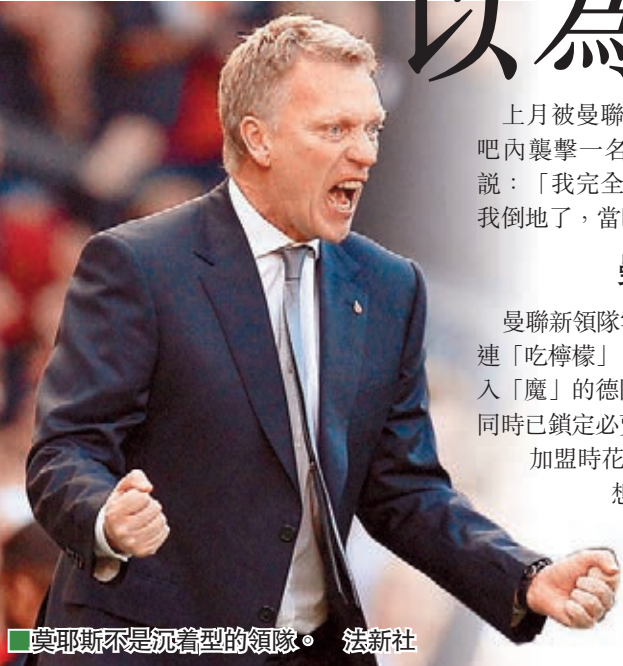 以為
上月被曼聯
吧內襲擊一名
説：「我完全
我倒地了，當
曼聯新領隊
連「吃檸檬」
入「魔」的德
同時已鎖定必
加盟時花
想
■莫耶斯不是沉着型的領隊。 法新社